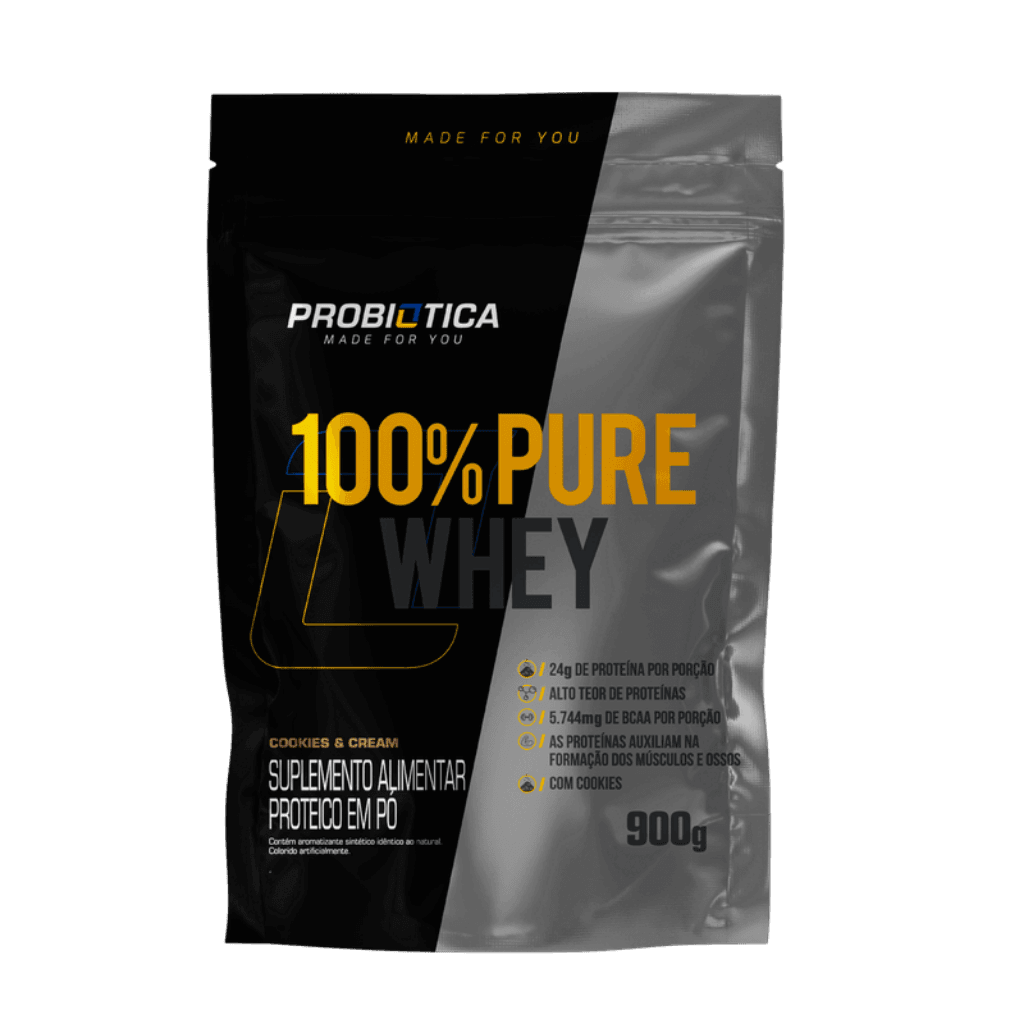 MADE FOR YOU
PROBIOTICA
MADE FOR YOU
100% PURE
WHEY
24g DE PROTEÍNA POR PORÇÃO
ALTO TEOR DE PROTEÍNAS
5.744mg DE BCAA POR PORÇÃO
AS PROTEÍNAS AUXILIAM NA
FORMAÇÃO DOS MÚSCULOS E OSSOS
COM COOKIES
COOKIES & CREAM
SUPLEMENTO ALIMENTAR
PROTEICO EM PÓ
Contém aromatizante sintético idêntico ao natural.
Colorido artificialmente.
900g